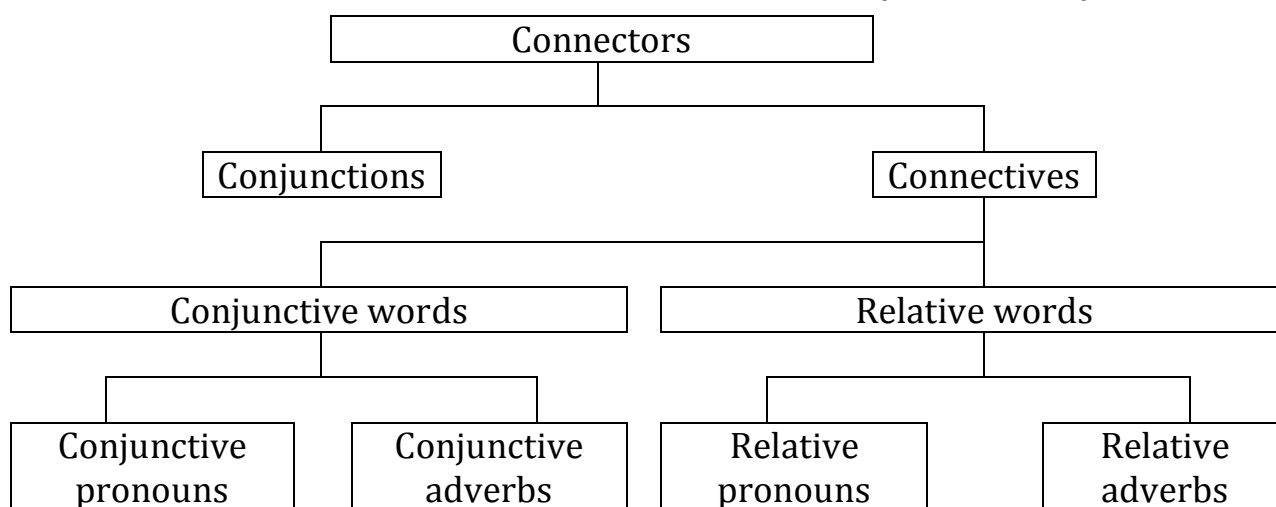 Connectors
Conjunctions Connectives
Conjunctive words Relative words
Conjunctive pronouns
Conjunctive adverbs
Relative pronouns
Relative adverbs